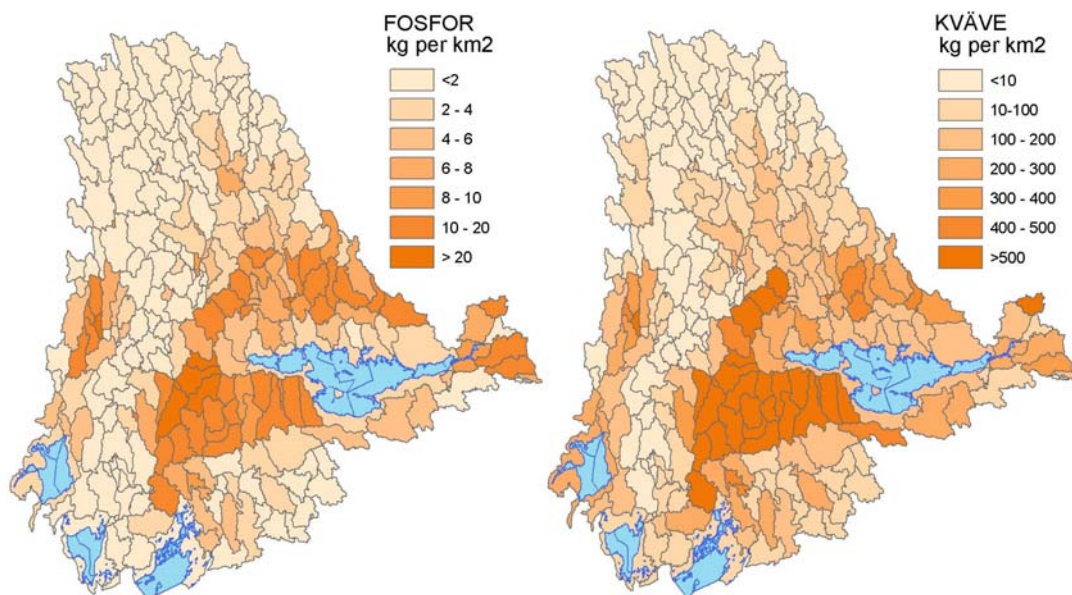 FOSFOR
kg per km2
<2
2 - 4
4 - 6
6 - 8
8 - 10
10 - 20
> 20
KVÄVE
kg per km2
<10
10-100
100 - 200
200 - 300
300 - 400
400 - 500
>500